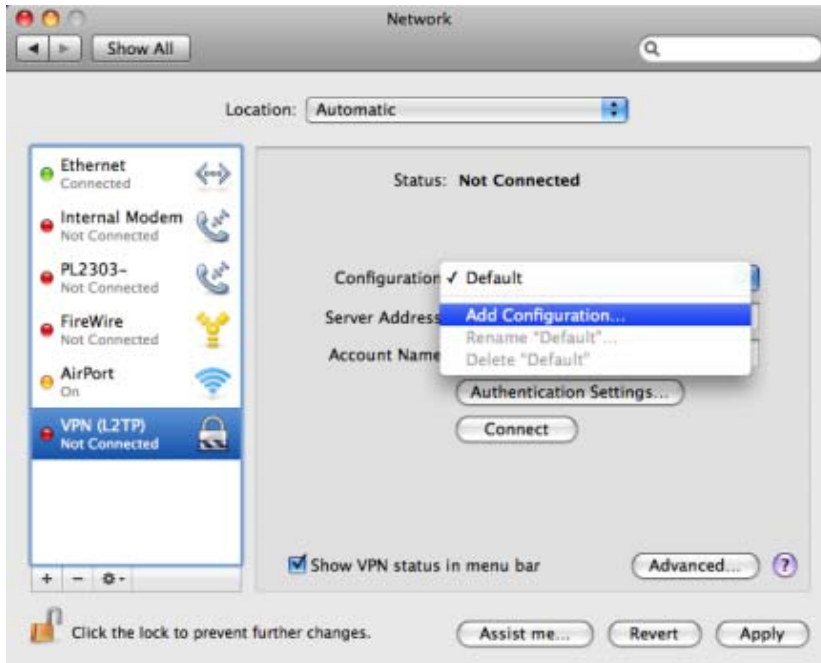 Network
Show All
Location: Automatic
Ethernet
Connected
Internal Modem
Not Connected
PL2303-
Not Connected
FireWire
Not Connected
AirPort
On
VPN (L2TP)
Not Connected
+ -
Status: Not Connected
Configuration ✓ Default
Add Configuration...
Server Address
Rename "Default"...
Account Name
Delete "Default"
Authentication Settings...
Connect
Show VPN status in menu bar
Advanced... ?
Click the lock to prevent further changes.
Assist me... Revert Apply